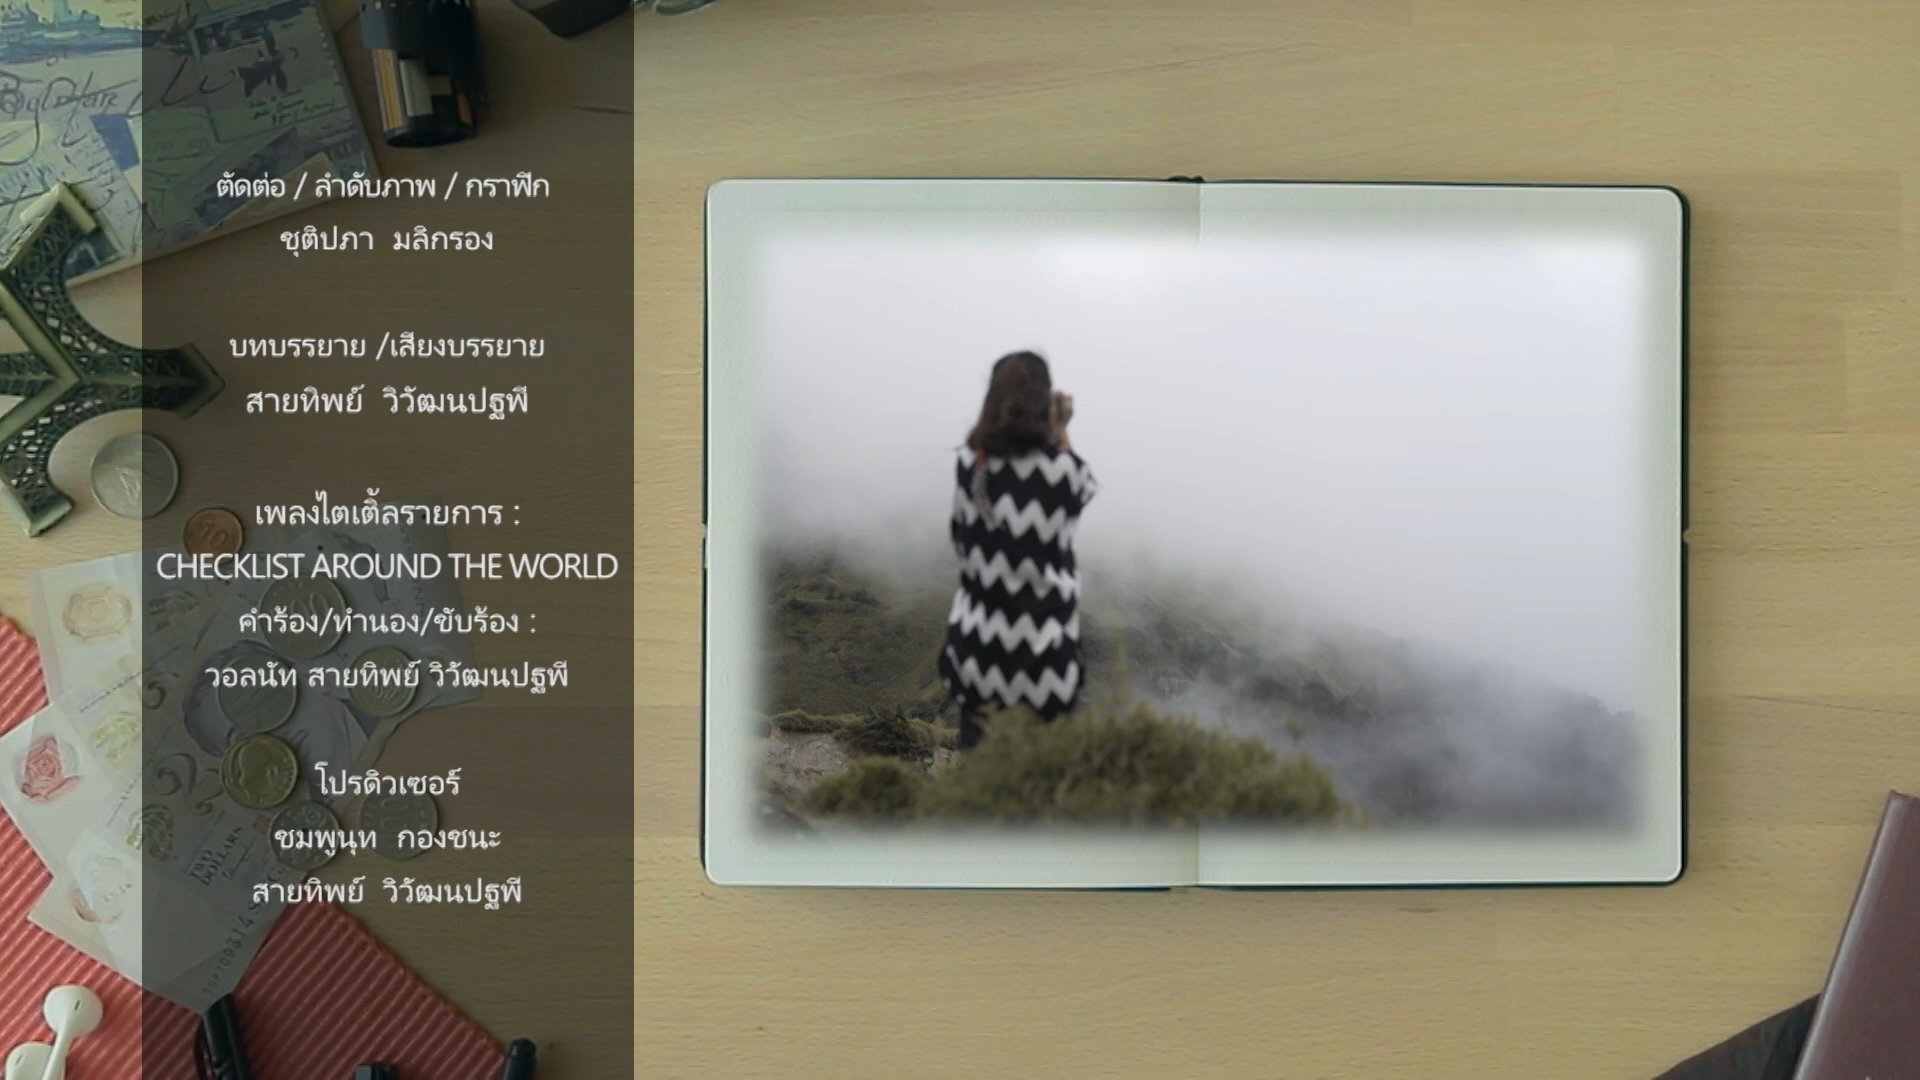 ตัดต่อ / ลำดับภาพ / กราฟิก
ชุติปภา มลิกรอง
บทบรรยาย /เสียงบรรยาย
สายทิพย์ วิวัฒนปฐพี
เพลงไตเติ้ลรายการ :
CHECKLIST AROUND THE WORLD
คำร้อง/ทำนอง/ขับร้อง :
วอลนัท สายทิพย์ วิวัฒนปฐพี
โปรดิวเซอร์
ชมพูนุท กองชนะ
สายทิพย์ วิวัฒนปฐพี
TWO
DOLLARS